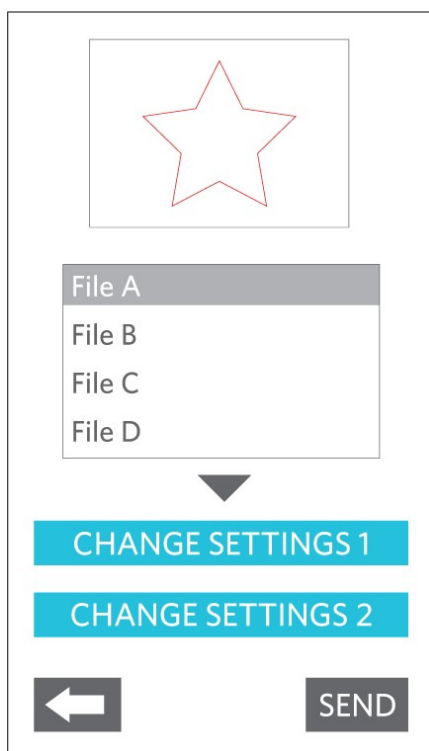 File A
File B
File C
File D
CHANGE SETTINGS 1
CHANGE SETTINGS 2
SEND